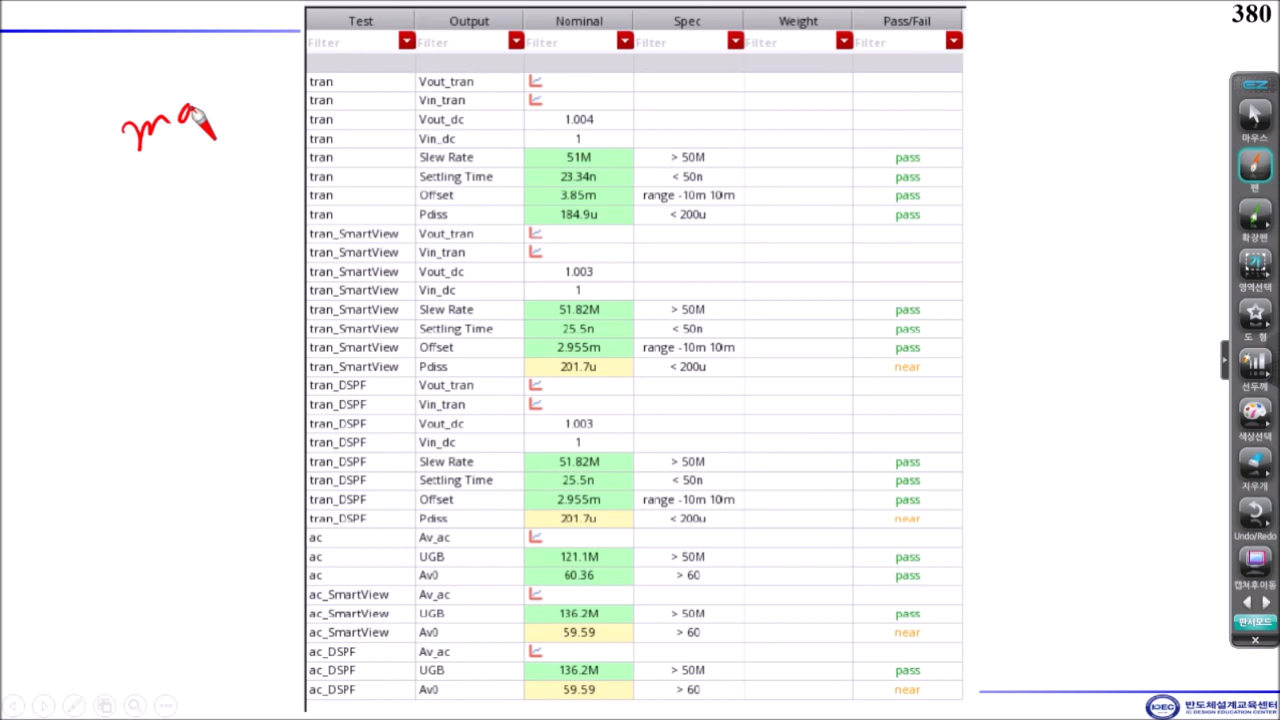 380
Test Output Nominal Spec Weight Pass/Fail
Filter Filter Filter Filter Filter Filter
tran Vout_tran
tran Vin_tran
tran Vout_dc 1.004
tran Vin_dc 1
tran Slew Rate 51M > 50M pass
tran Settling Time 23.34n < 50n pass
tran Offset 3.85m range -10m 10m pass
tran Pdiss 184.9u < 200u pass
tran_SmartView Vout_tran
tran_SmartView Vin_tran
tran_SmartView Vout_dc 1.003
tran_SmartView Vin_dc 1
tran_SmartView Slew Rate 51.82M > 50M pass
tran_SmartView Settling Time 25.5n < 50n pass
tran_SmartView Offset 2.955m range -10m 10m pass
tran_SmartView Pdiss 201.7u < 200u near
tran_DSPF Vout_tran
tran_DSPF Vin_tran
tran_DSPF Vout_dc 1.003
tran_DSPF Vin_dc 1
tran_DSPF Slew Rate 51.82M > 50M pass
tran_DSPF Settling Time 25.5n < 50n pass
tran_DSPF Offset 2.955m range -10m 10m pass
tran_DSPF Pdiss 201.7u < 200u near
ac Av_ac
ac UGB 121.1M > 50M pass
ac Av0 60.36 > 60 pass
ac_SmartView Av_ac
ac_SmartView UGB 136.2M > 50M pass
ac_SmartView Av0 59.59 > 60 near
ac_DSPF Av_ac
ac_DSPF UGB 136.2M > 50M pass
ac_DSPF Av0 59.59 > 60 near
EZ
마우스
펜
확장펜
가
영역선택
도 형
선두께
색상선택
지우개
Undo/Redo
캡쳐후이동
판서모드
IDEC 반도체설계교육센터
IC DESIGN EDUCATION CENTER